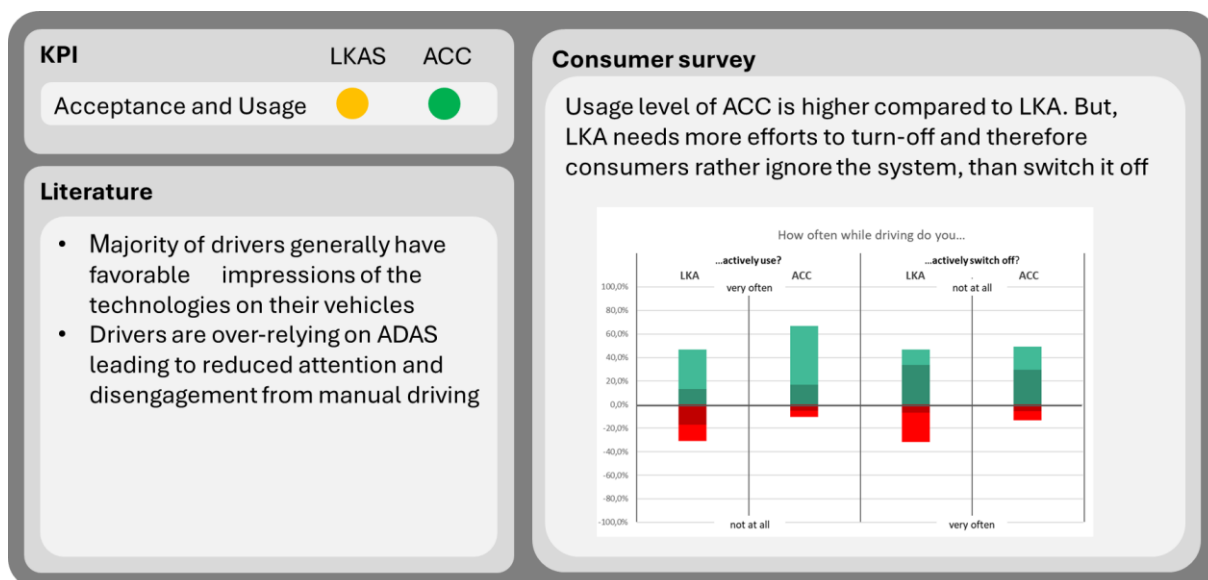 KPI
LKAS
ACC
Acceptance and Usage
Literature
• Majority of drivers generally have
favorable impressions of the
technologies on their vehicles
• Drivers are over-relying on ADAS
leading to reduced attention and
disengagement from manual driving
Consumer survey
Usage level of ACC is higher compared to LKA. But,
LKA needs more efforts to turn-off and therefore
consumers rather ignore the system, than switch it off
How often while driving do you...
...actively use?
...actively switch off?
LKA
ACC
LKA
ACC
very often
not at all
100,0%
80,0%
60,0%
40,0%
20,0%
0,0%
-20,0%
-40,0%
-60,0%
-80,0%
-100,0%
not at all
very often